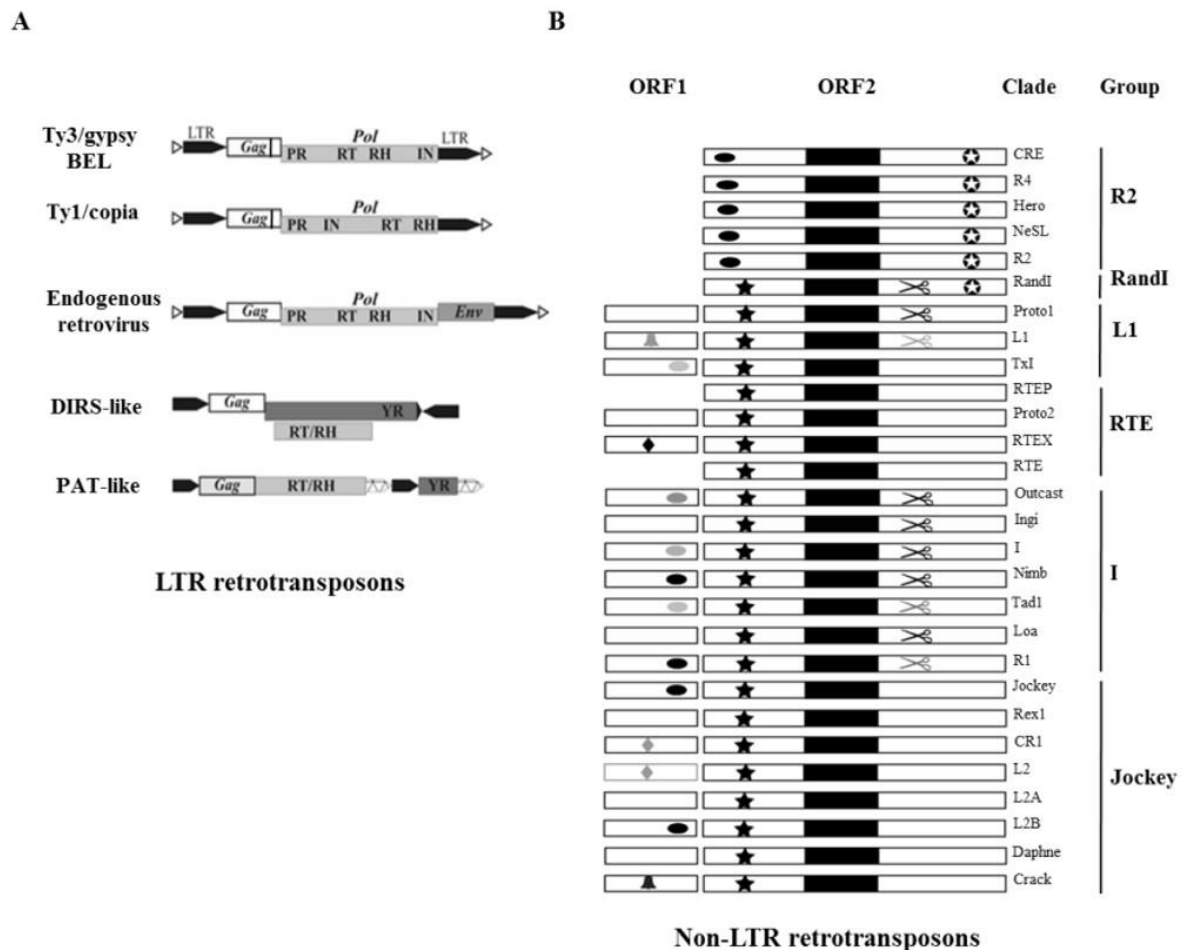 A
LTR LTR
Ty3/gypsy
BEL
Gag Pol
PR RT RH IN
Ty1/copia
Gag Pol
PR IN RT RH
Endogenous
retrovirus
Gag Pol Env
PR RT RH IN
DIRS-like
Gag YR
RT/RH
PAT-like
Gag RT/RH YR
LTR retrotransposons
B
ORF1 ORF2 Clade Group
CRE
R4
Hero
NeSL
R2
R2
RandI
RandI
Proto1
L1
TxI
L1
RTEP
Proto2
RTEX
RTE
RTE
Outcast
Ingi
I
Nimb
Tad1
Loa
R1
I
Jockey
Rex1
CR1
L2
L2A
L2B
Daphne
Crack
Jockey
Non-LTR retrotransposons